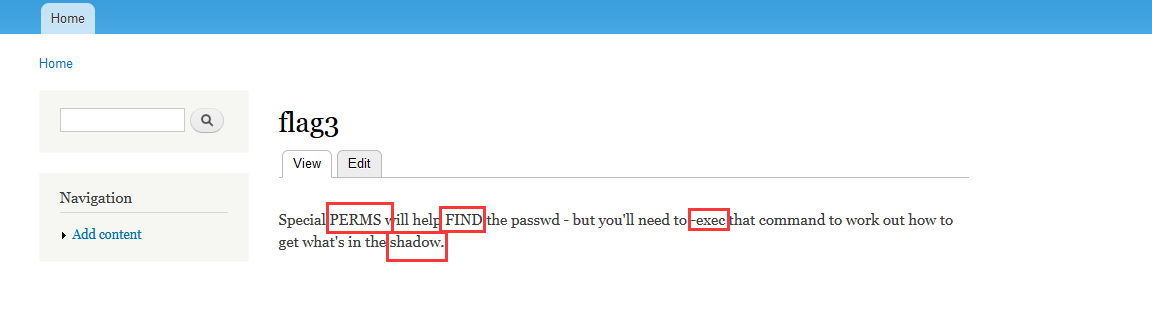 Home
Home
flag3
View Edit
Navigation
Add content
Special PERMS will help FIND the passwd - but you'll need to -exec that command to work out how to
get what's in the shadow.